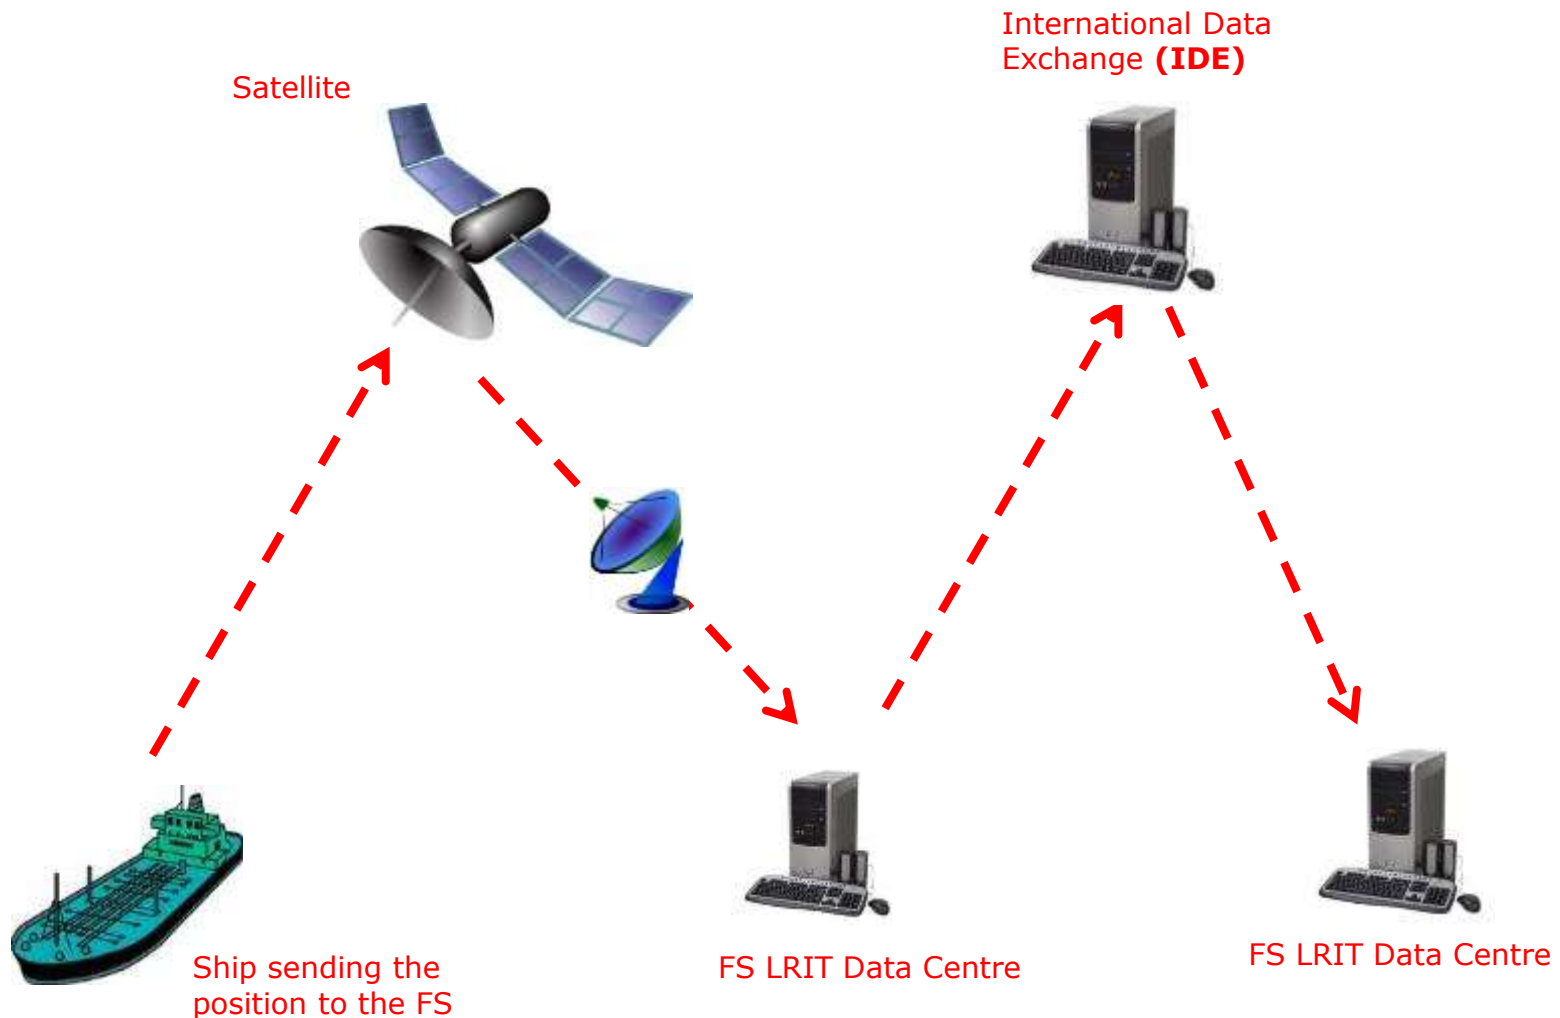 International Data
Exchange (IDE)
Satellite
Ship sending the
position to the FS
FS LRIT Data Centre
FS LRIT Data Centre